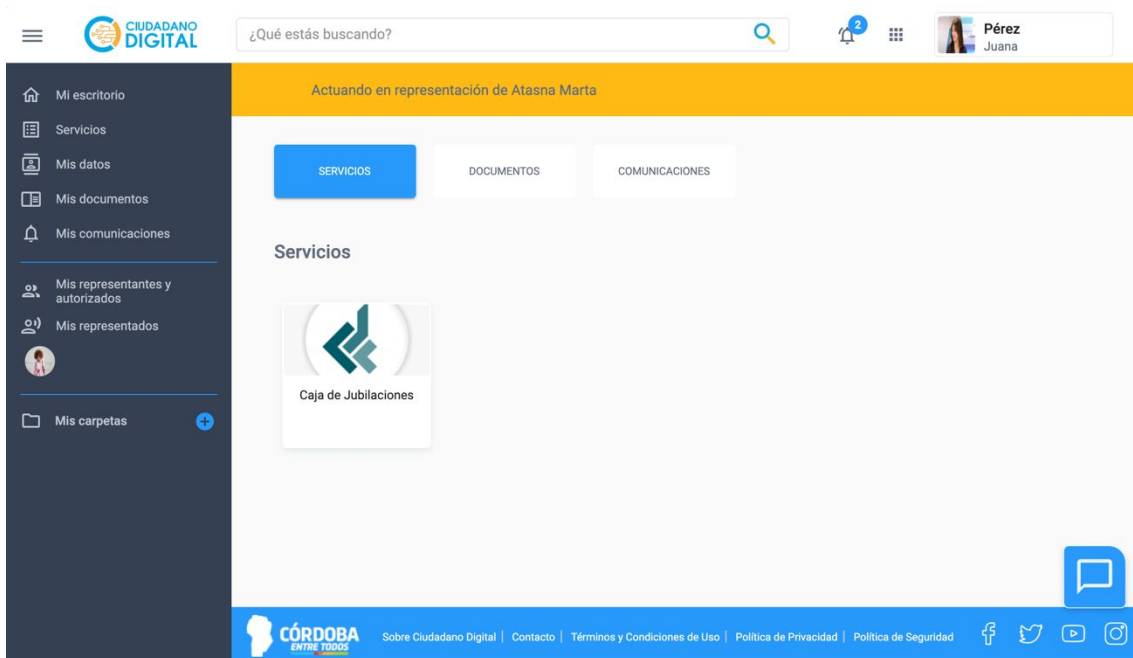 CIUDADANO
DIGITAL
¿Qué estás buscando?
2
Pérez
Juana
Mi escritorio
Servicios
Mis datos
Mis documentos
Mis comunicaciones
Mis representantes y
autorizados
Mis representados
Mis carpetas
Actuando en representación de Atasna Marta
SERVICIOS
DOCUMENTOS
COMUNICACIONES
Servicios
Caja de Jubilaciones
CÓRDOBA
ENTRE TODOS
Sobre Ciudadano Digital | Contacto | Términos y Condiciones de Uso | Política de Privacidad | Política de Seguridad